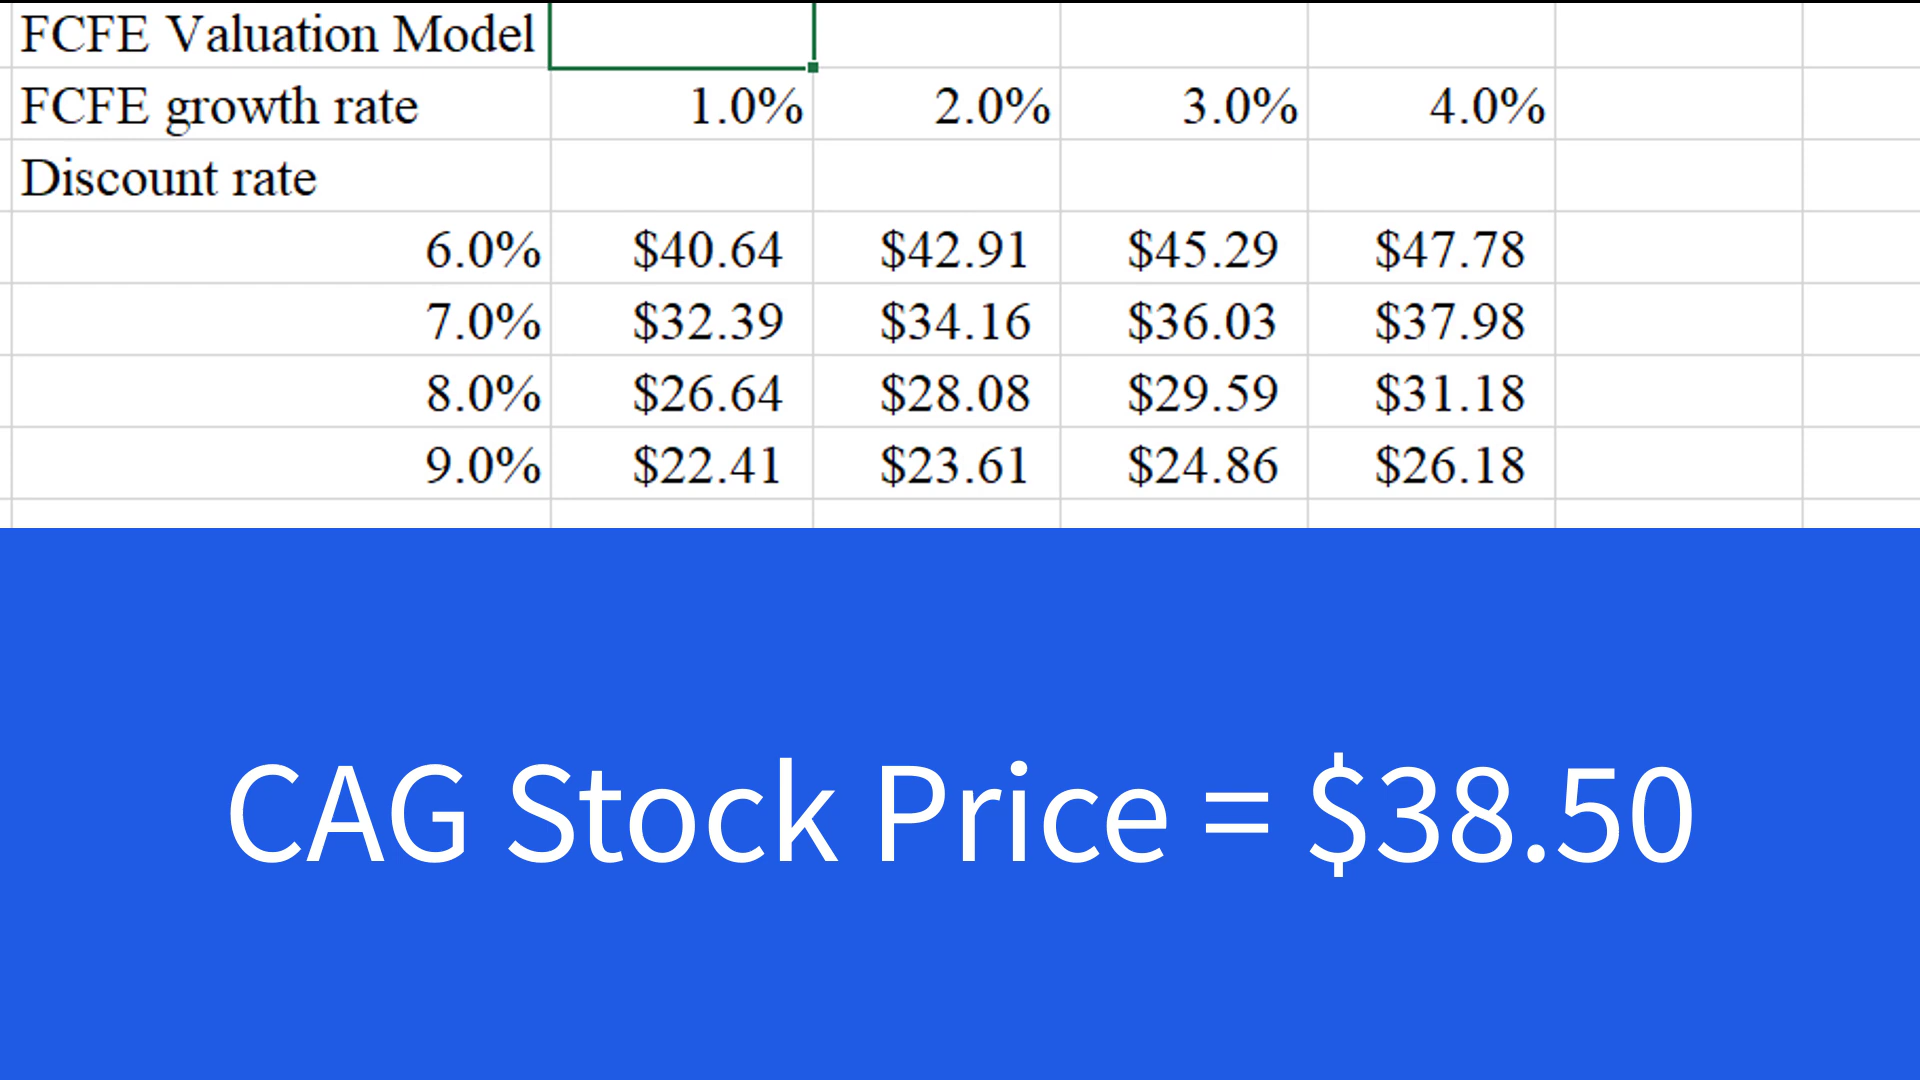 FCFE Valuation Model
FCFE growth rate 1.0% 2.0% 3.0% 4.0%
Discount rate
6.0% $40.64 $42.91 $45.29 $47.78
7.0% $32.39 $34.16 $36.03 $37.98
8.0% $26.64 $28.08 $29.59 $31.18
9.0% $22.41 $23.61 $24.86 $26.18
CAG Stock Price = $38.50